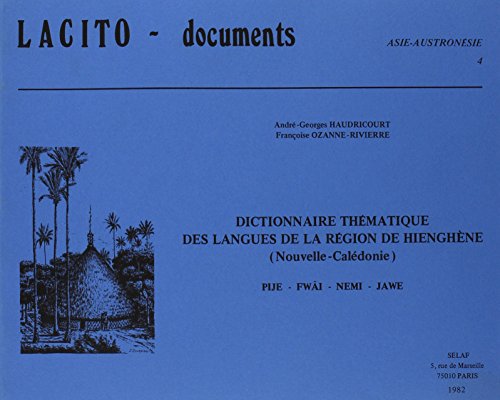 LACITO - documents
ASIE-AUSTRONÉSIE
4
André-Georges HAUDRICOURT
Françoise OZANNE-RIVIERRE
DICTIONNAIRE THÉMATIQUE
DES LANGUES DE LA RÉGION DE HIENGHÈNE
(Nouvelle-Calédonie)
PIJE - FWÂI - NEMI - JAWE
SÉLAF
5, rue de Marseille
75010 PARIS
1982